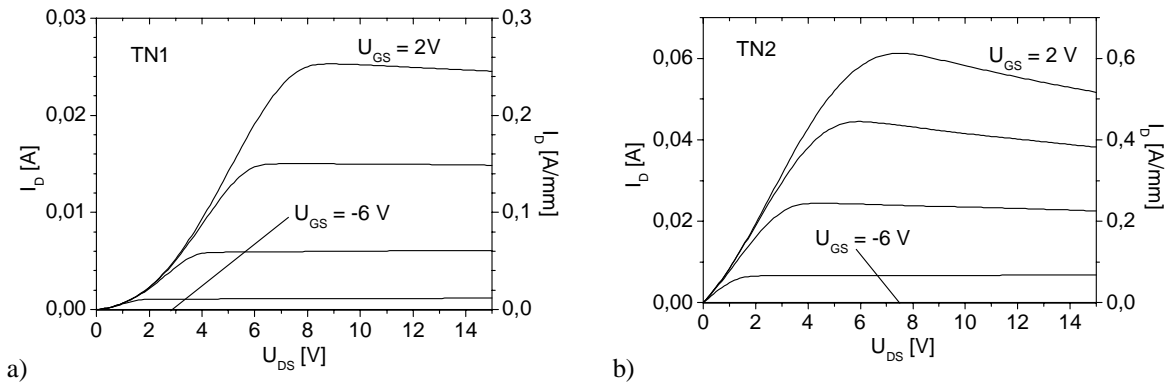 TN1
U_GS = 2V
U_GS = -6 V
0,03
0,02
0,01
0,00
I_D [A]
0,3
0,2
0,1
0,0
I_D [A/mm]
0 2 4 6 8 10 12 14
U_DS [V]
a)
TN2
U_GS = 2 V
U_GS = -6 V
0,06
0,04
0,02
0,00
I_D [A]
0,6
0,4
0,2
0,0
I_D [A/mm]
0 2 4 6 8 10 12 14
U_DS [V]
b)